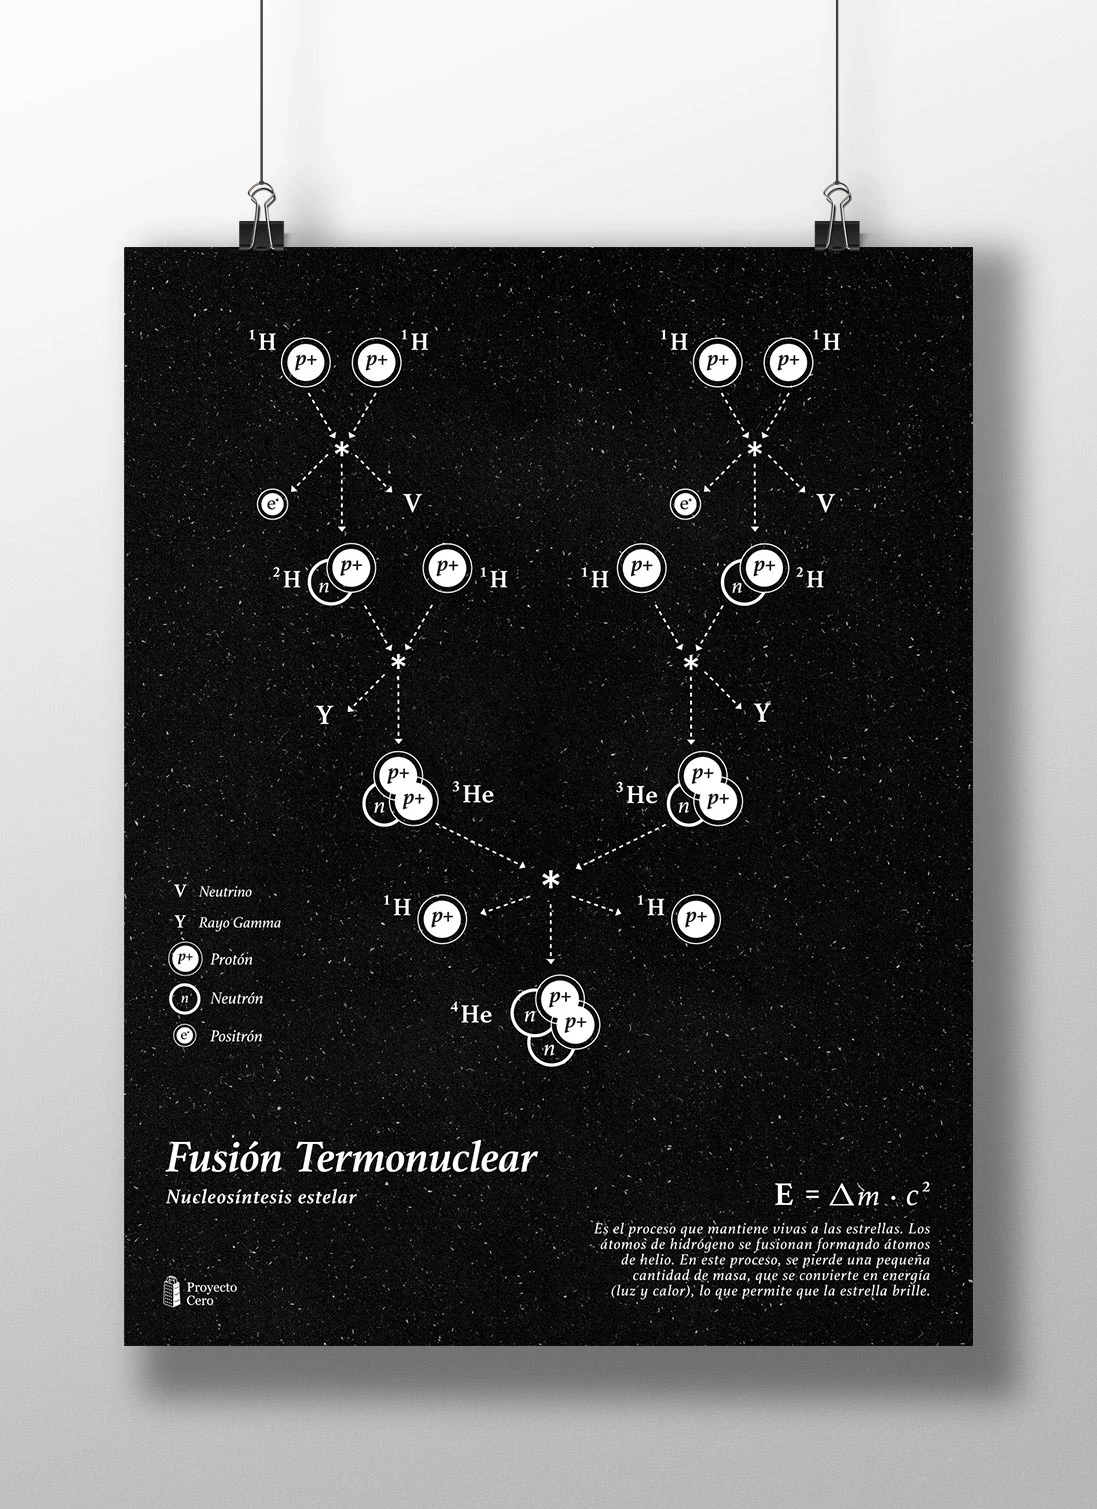 ¹H p+ p+ ¹H
¹H p+ p+ ¹H
*
*
e⁺ V
e⁺ V
²H n p+ p+ ¹H
¹H p+ n p+ ²H
*
*
Y
Y
p+ n p+ ³He
³He p+ n p+
*
¹H p+
¹H p+
⁴He n p+ p+ n
V Neutrino
Y Rayo Gamma
p+ Protón
n Neutrón
e⁺ Positrón
Fusión Termonuclear
Nucleosíntesis estelar
E = Δm · c²
Es el proceso que mantiene vivas a las estrellas. Los
átomos de hidrógeno se fusionan formando átomos
de helio. En este proceso, se pierde una pequeña
cantidad de masa, que se convierte en energía
(luz y calor), lo que permite que la estrella brille.
Proyecto
Cero